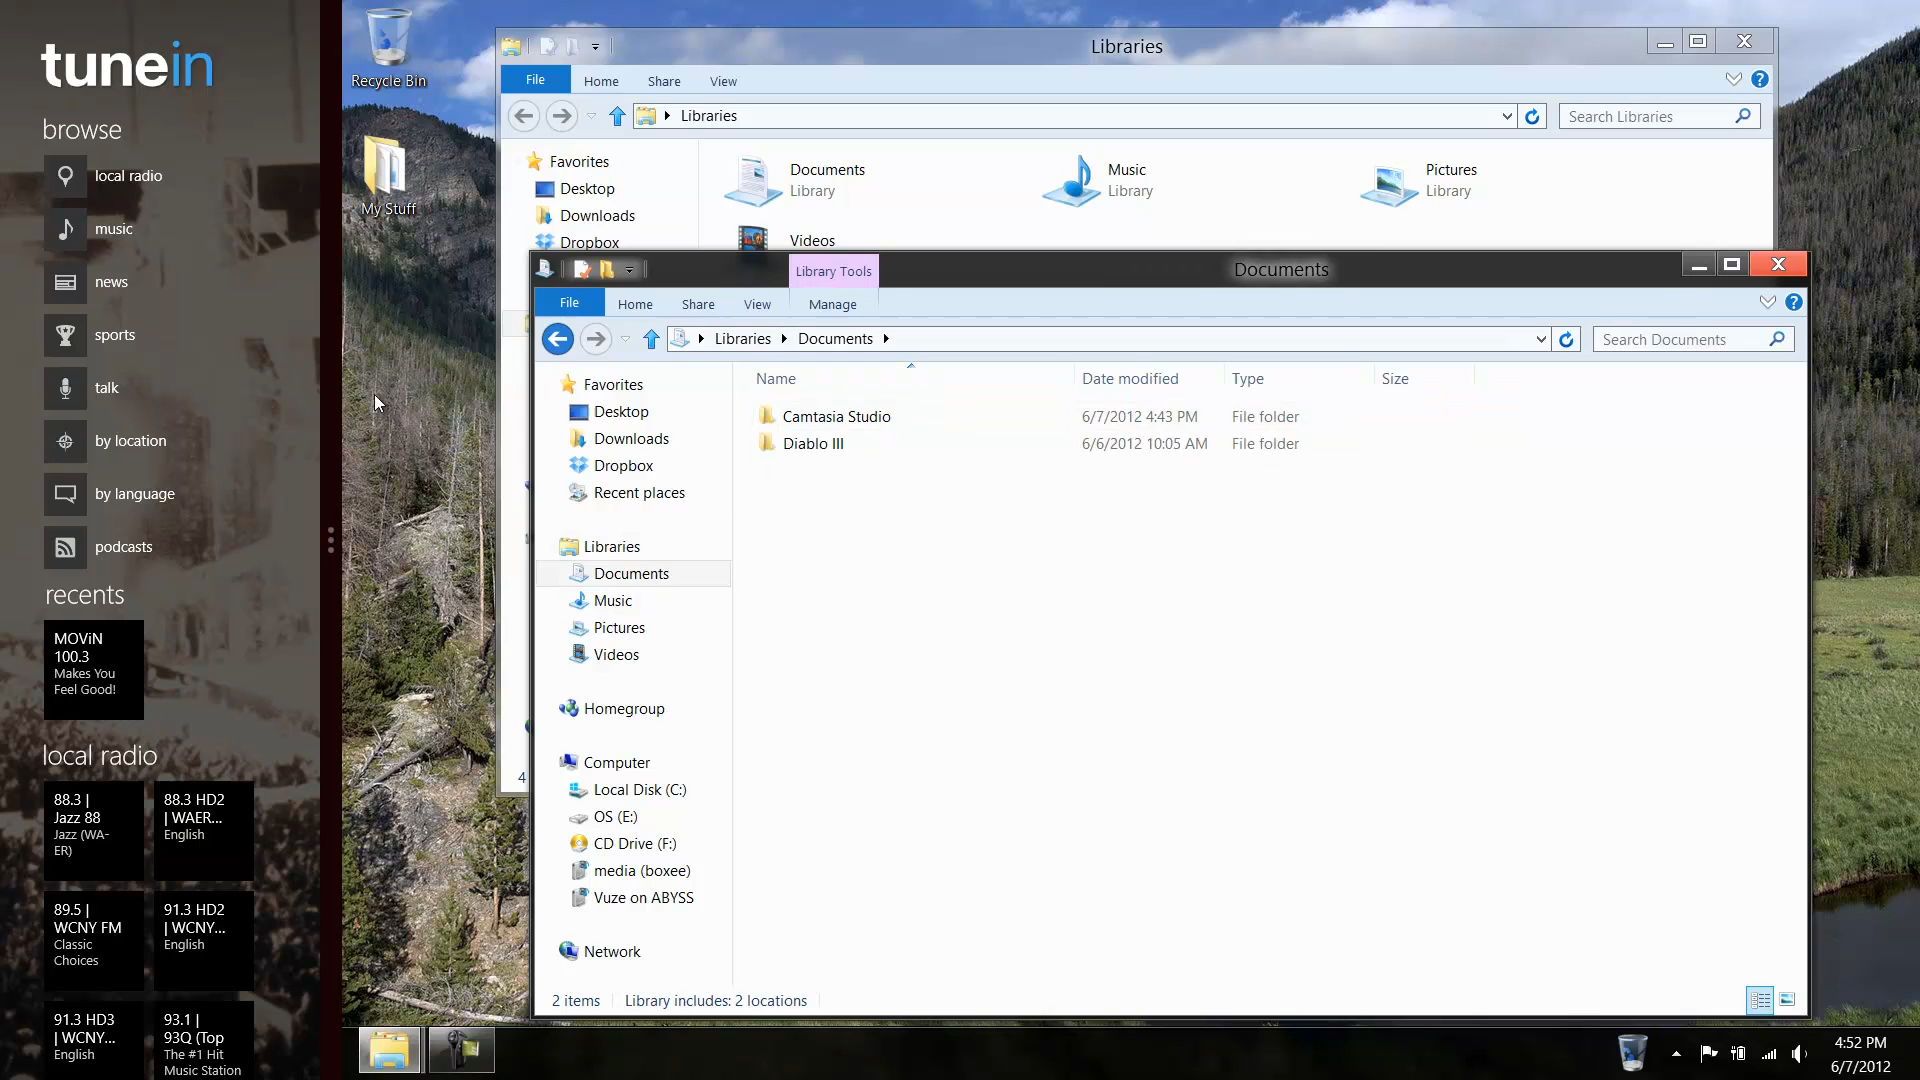 tunein
browse
local radio
music
news
sports
talk
by location
by language
podcasts
recents
MOViN
100.3
Makes You
Feel Good!
local radio
88.3 |
Jazz 88
Jazz (WA-
ER)
88.3 HD2
| WAER...
English
89.5 |
WCNY FM
Classic
Choices
91.3 HD2
| WCNY...
English
91.3 HD3
| WCNY...
English
93.1 |
93Q (Top
The #1 Hit
Music Station
Recycle Bin
My Stuff
Libraries
File Home Share View
Libraries
Search Libraries
Favorites
Desktop
Downloads
Dropbox
Documents
Library
Music
Library
Pictures
Library
Videos
4
Library Tools
Documents
File Home Share View Manage
Libraries Documents
Search Documents
Favorites
Desktop
Downloads
Dropbox
Recent places
Libraries
Documents
Music
Pictures
Videos
Homegroup
Computer
Local Disk (C:)
OS (E:)
CD Drive (F:)
media (boxee)
Vuze on ABYSS
Network
Name Date modified Type Size
Camtasia Studio 6/7/2012 4:43 PM File folder
Diablo III 6/6/2012 10:05 AM File folder
2 items Library includes: 2 locations
4:52 PM
6/7/2012